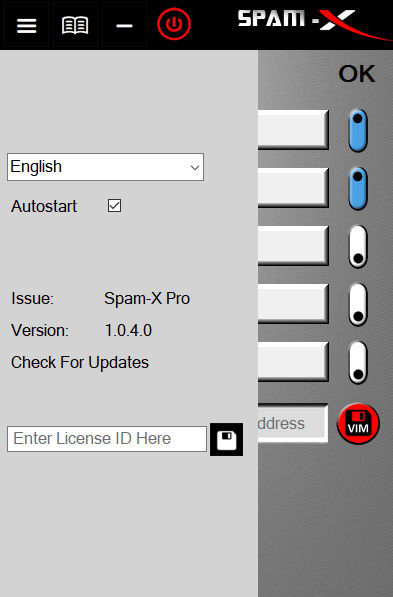 SPAM-X
OK
English
Autostart
Issue: Spam-X Pro
Version: 1.0.4.0
Check For Updates
Enter License ID Here
ddress
VIM